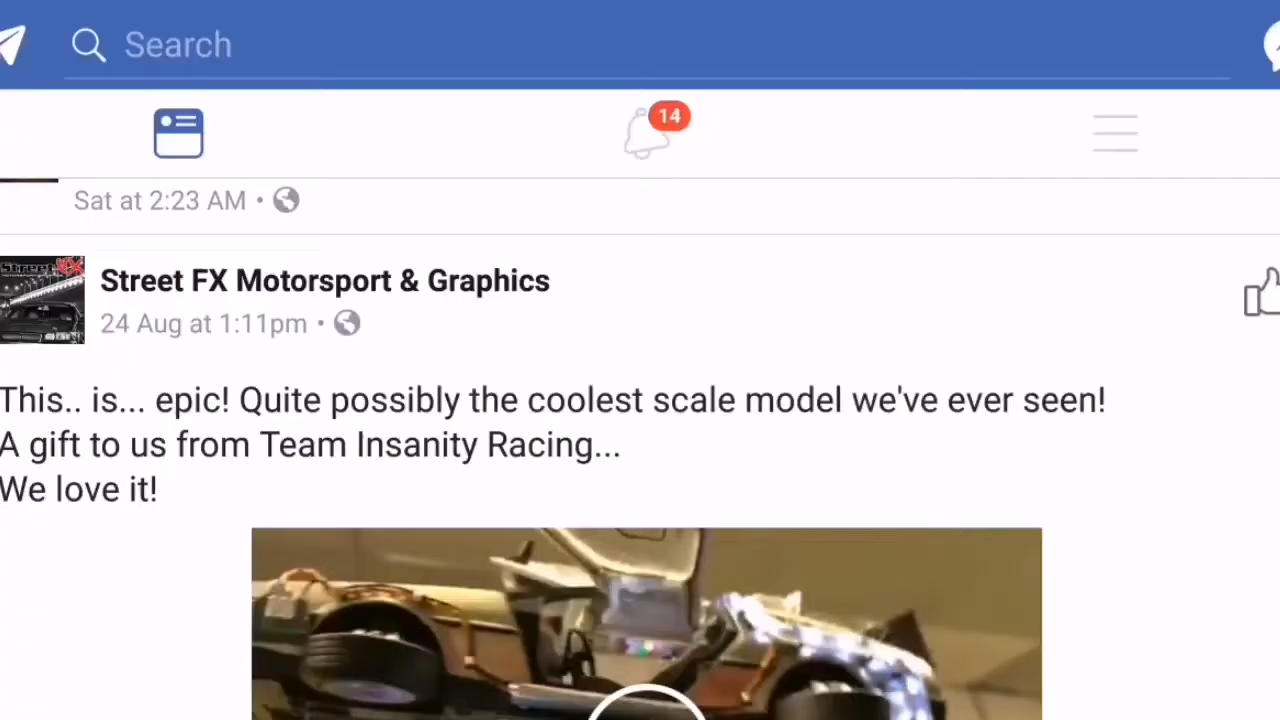 Search
14
Sat at 2:23 AM •
Street FX Motorsport & Graphics
24 Aug at 1:11pm •
This.. is... epic! Quite possibly the coolest scale model we've ever seen!
A gift to us from Team Insanity Racing...
We love it!